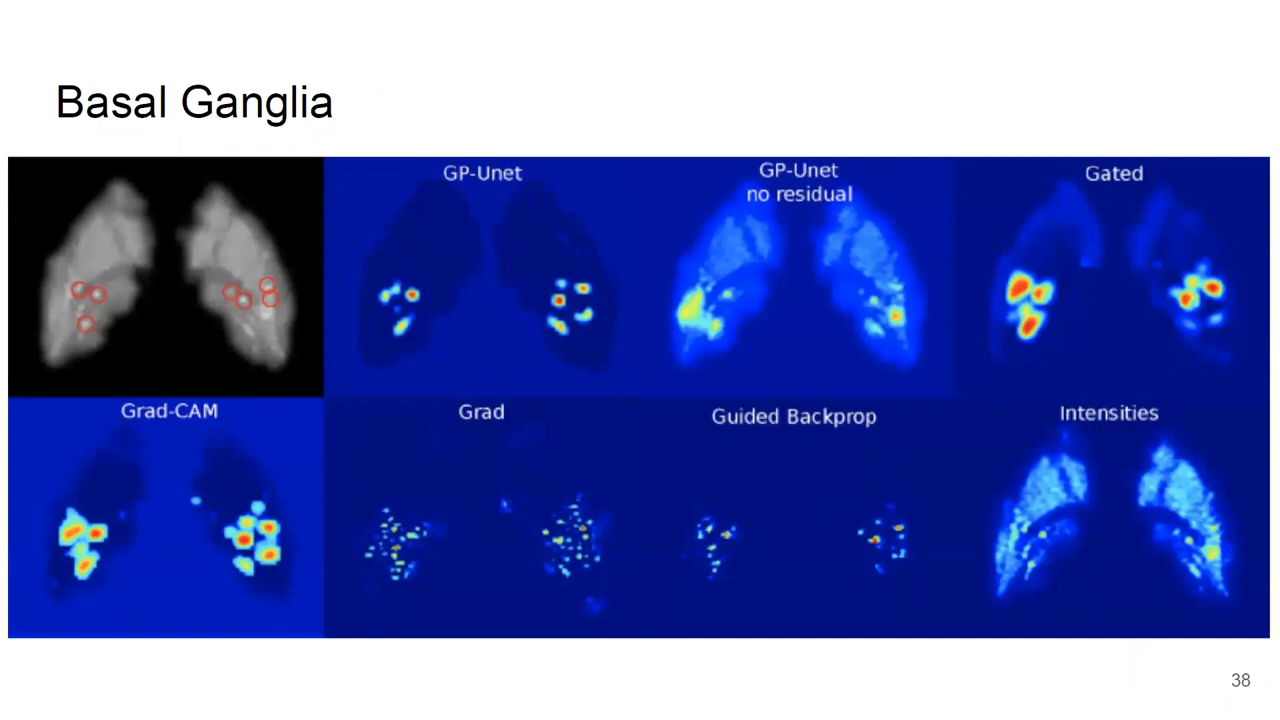 Basal Ganglia
GP-Unet
GP-Unet
no residual
Gated
Grad-CAM
Grad
Guided Backprop
Intensities
38